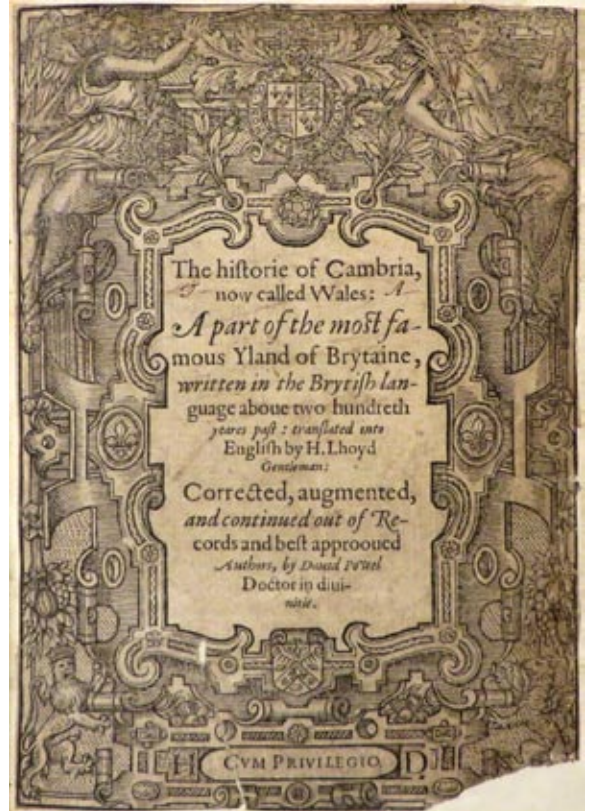 The hiſtorie of Cambria,
now called Wales:
A part of the moſt fa-
mous Yland of Brytaine,
written in the Brytiſh lan-
guage aboue two hundreth
yeares paſt : tranſlated into
Engliſh by H. Lhoyd
Gentleman:
Corrected, augmented,
and continued out of Re-
cords and beſt approoued
Authors, by Dauid Powel
Doctor in diui-
nitie.
H CVM PRIVILEGIO, D